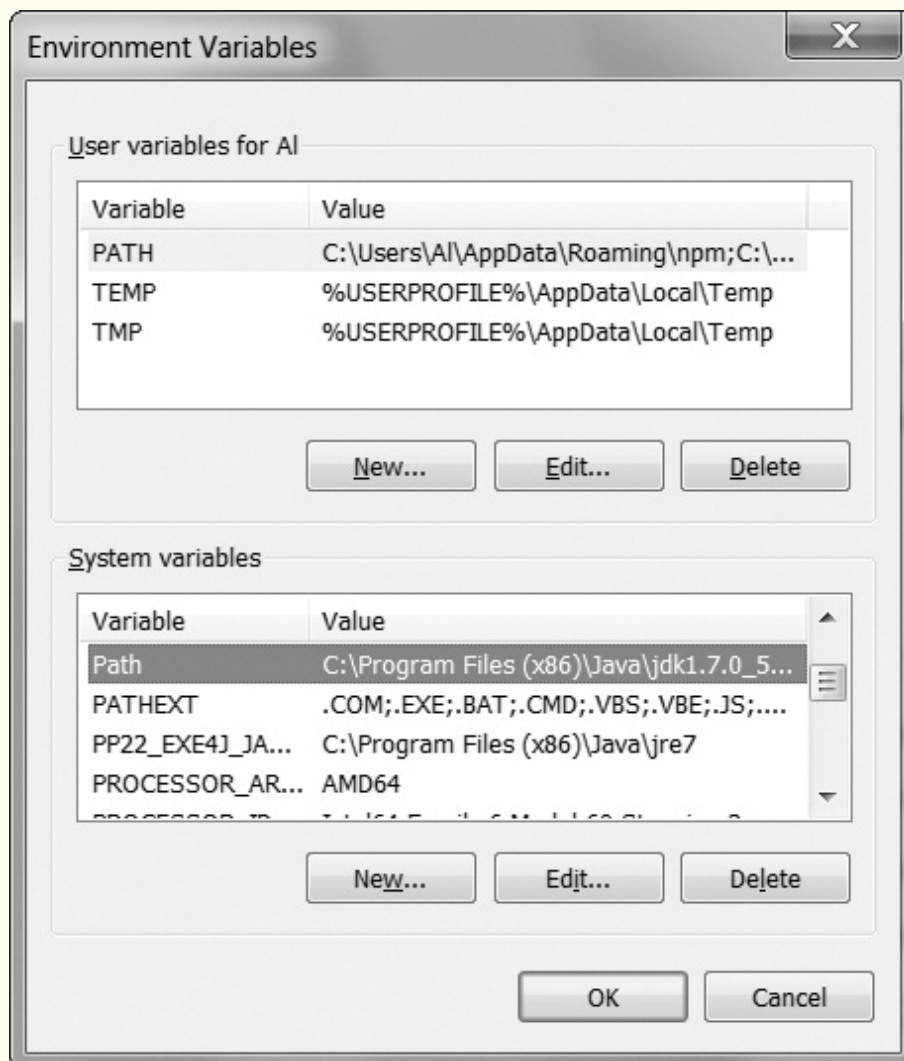 Environment Variables
User variables for Al
Variable Value
PATH C:\Users\Al\AppData\Roaming\npm;C:\...
TEMP %USERPROFILE%\AppData\Local\Temp
TMP %USERPROFILE%\AppData\Local\Temp
New... Edit... Delete
System variables
Variable Value
Path C:\Program Files (x86)\Java\jdk1.7.0_5...
PATHEXT .COM;.EXE;.BAT;.CMD;.VBS;.VBE;.JS;....
PP22_EXE4J_JA... C:\Program Files (x86)\Java\jre7
PROCESSOR_AR... AMD64
New... Edit... Delete
OK Cancel